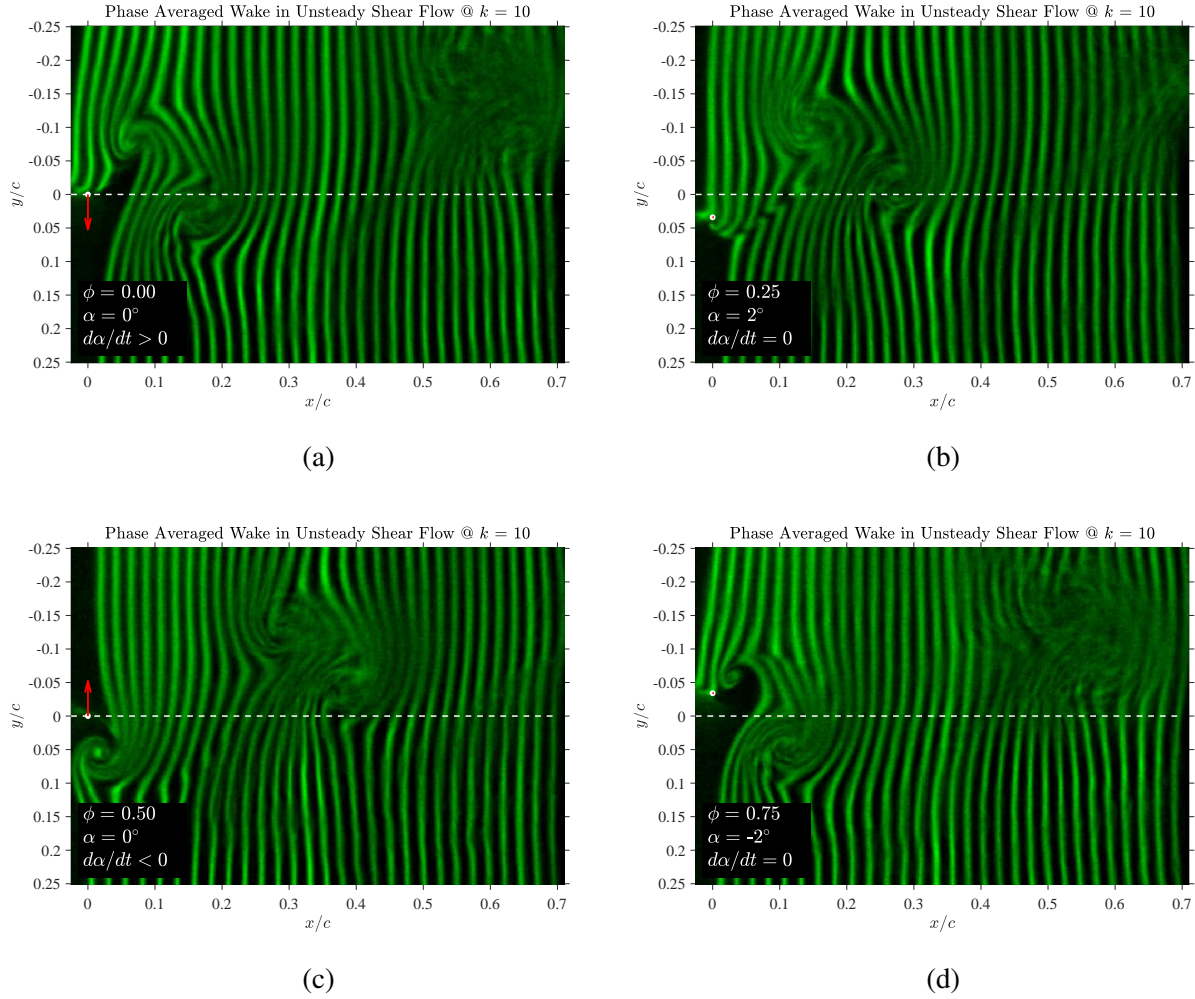 Phase Averaged Wake in Unsteady Shear Flow @ k = 10
-0.25
-0.2
-0.15
-0.1
-0.05
0
0.05
0.1
0.15
0.2
0.25
y/c
ϕ = 0.00
α = 0°
dα/dt > 0
0 0.1 0.2 0.3 0.4 0.5 0.6 0.7
x/c
(a)
Phase Averaged Wake in Unsteady Shear Flow @ k = 10
-0.25
-0.2
-0.15
-0.1
-0.05
0
0.05
0.1
0.15
0.2
0.25
y/c
ϕ = 0.25
α = 2°
dα/dt = 0
0 0.1 0.2 0.3 0.4 0.5 0.6 0.7
x/c
(b)
Phase Averaged Wake in Unsteady Shear Flow @ k = 10
-0.25
-0.2
-0.15
-0.1
-0.05
0
0.05
0.1
0.15
0.2
0.25
y/c
ϕ = 0.50
α = 0°
dα/dt < 0
0 0.1 0.2 0.3 0.4 0.5 0.6 0.7
x/c
(c)
Phase Averaged Wake in Unsteady Shear Flow @ k = 10
-0.25
-0.2
-0.15
-0.1
-0.05
0
0.05
0.1
0.15
0.2
0.25
y/c
ϕ = 0.75
α = -2°
dα/dt = 0
0 0.1 0.2 0.3 0.4 0.5 0.6 0.7
x/c
(d)